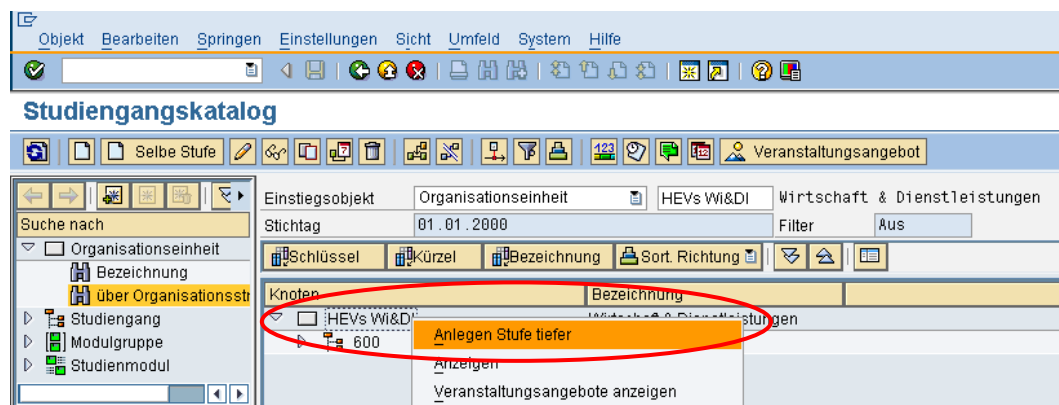 Objekt Bearbeiten Springen Einstellungen Sicht Umfeld System Hilfe
Studiengangskatalog
Selbe Stufe Veranstaltungsangebot
Einstiegsobjekt Organisationseinheit HEVs Wi&DI Wirtschaft & Dienstleistungen
Suche nach Stichtag 01.01.2000 Filter Aus
Organisationseinheit
Schlüssel Kürzel Bezeichnung Sort. Richtung
Bezeichnung
über Organisationsstr
Knoten Bezeichnung
Studiengang
HEVs Wi&D Wirtschaft & Dienstleistungen
Anlegen Stufe tiefer
Modulgruppe
600
Studienmodul
Anzeigen
Veranstaltungsangebote anzeigen